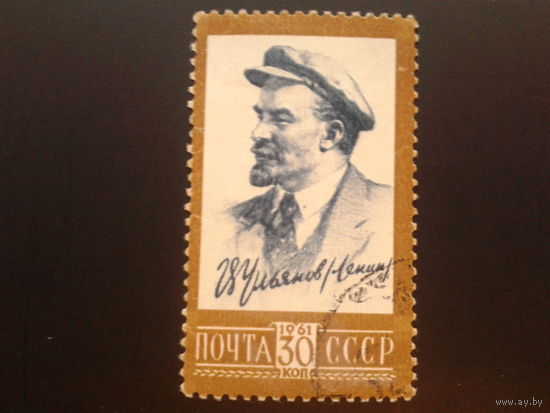 В Ульянов/Ленин
1961
ПОЧТА 30 СССР
КОП
www.ay.by